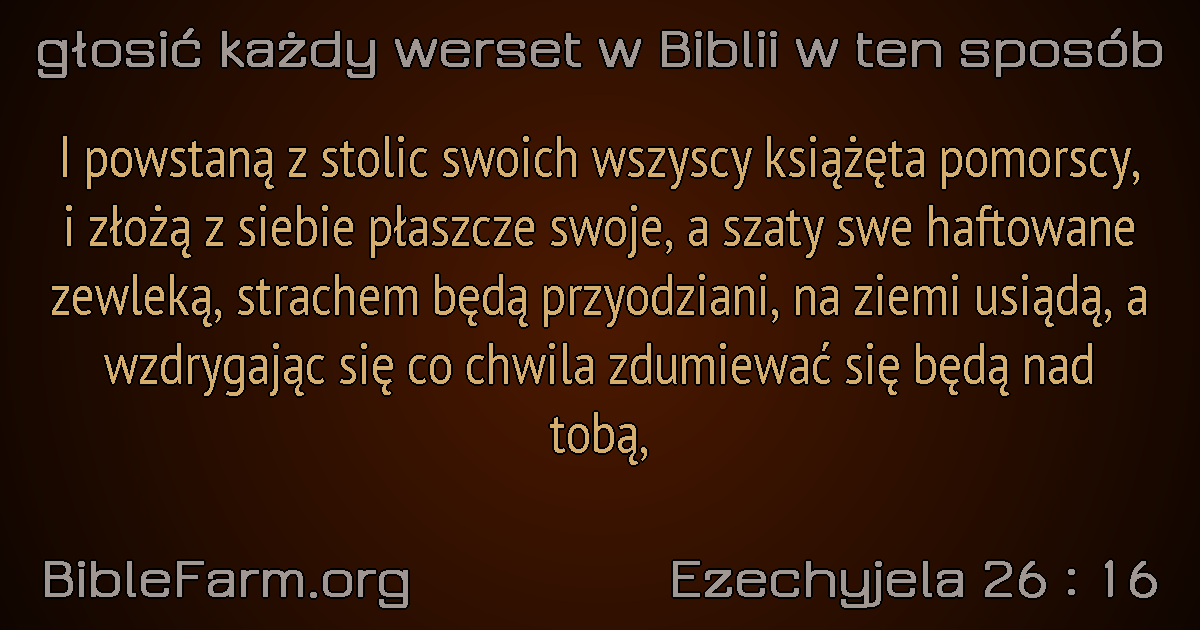 głosić każdy werset w Biblii w ten sposób
I powstaną z stolic swoich wszyscy książęta pomorscy,
i złożą z siebie płaszcze swoje, a szaty swe haftowane
zewleką, strachem będą przyodziani, na ziemi usiądą, a
wzdrygając się co chwila zdumiewać się będą nad
tobą,
BibleFarm.org
Ezechyjela 26 : 16